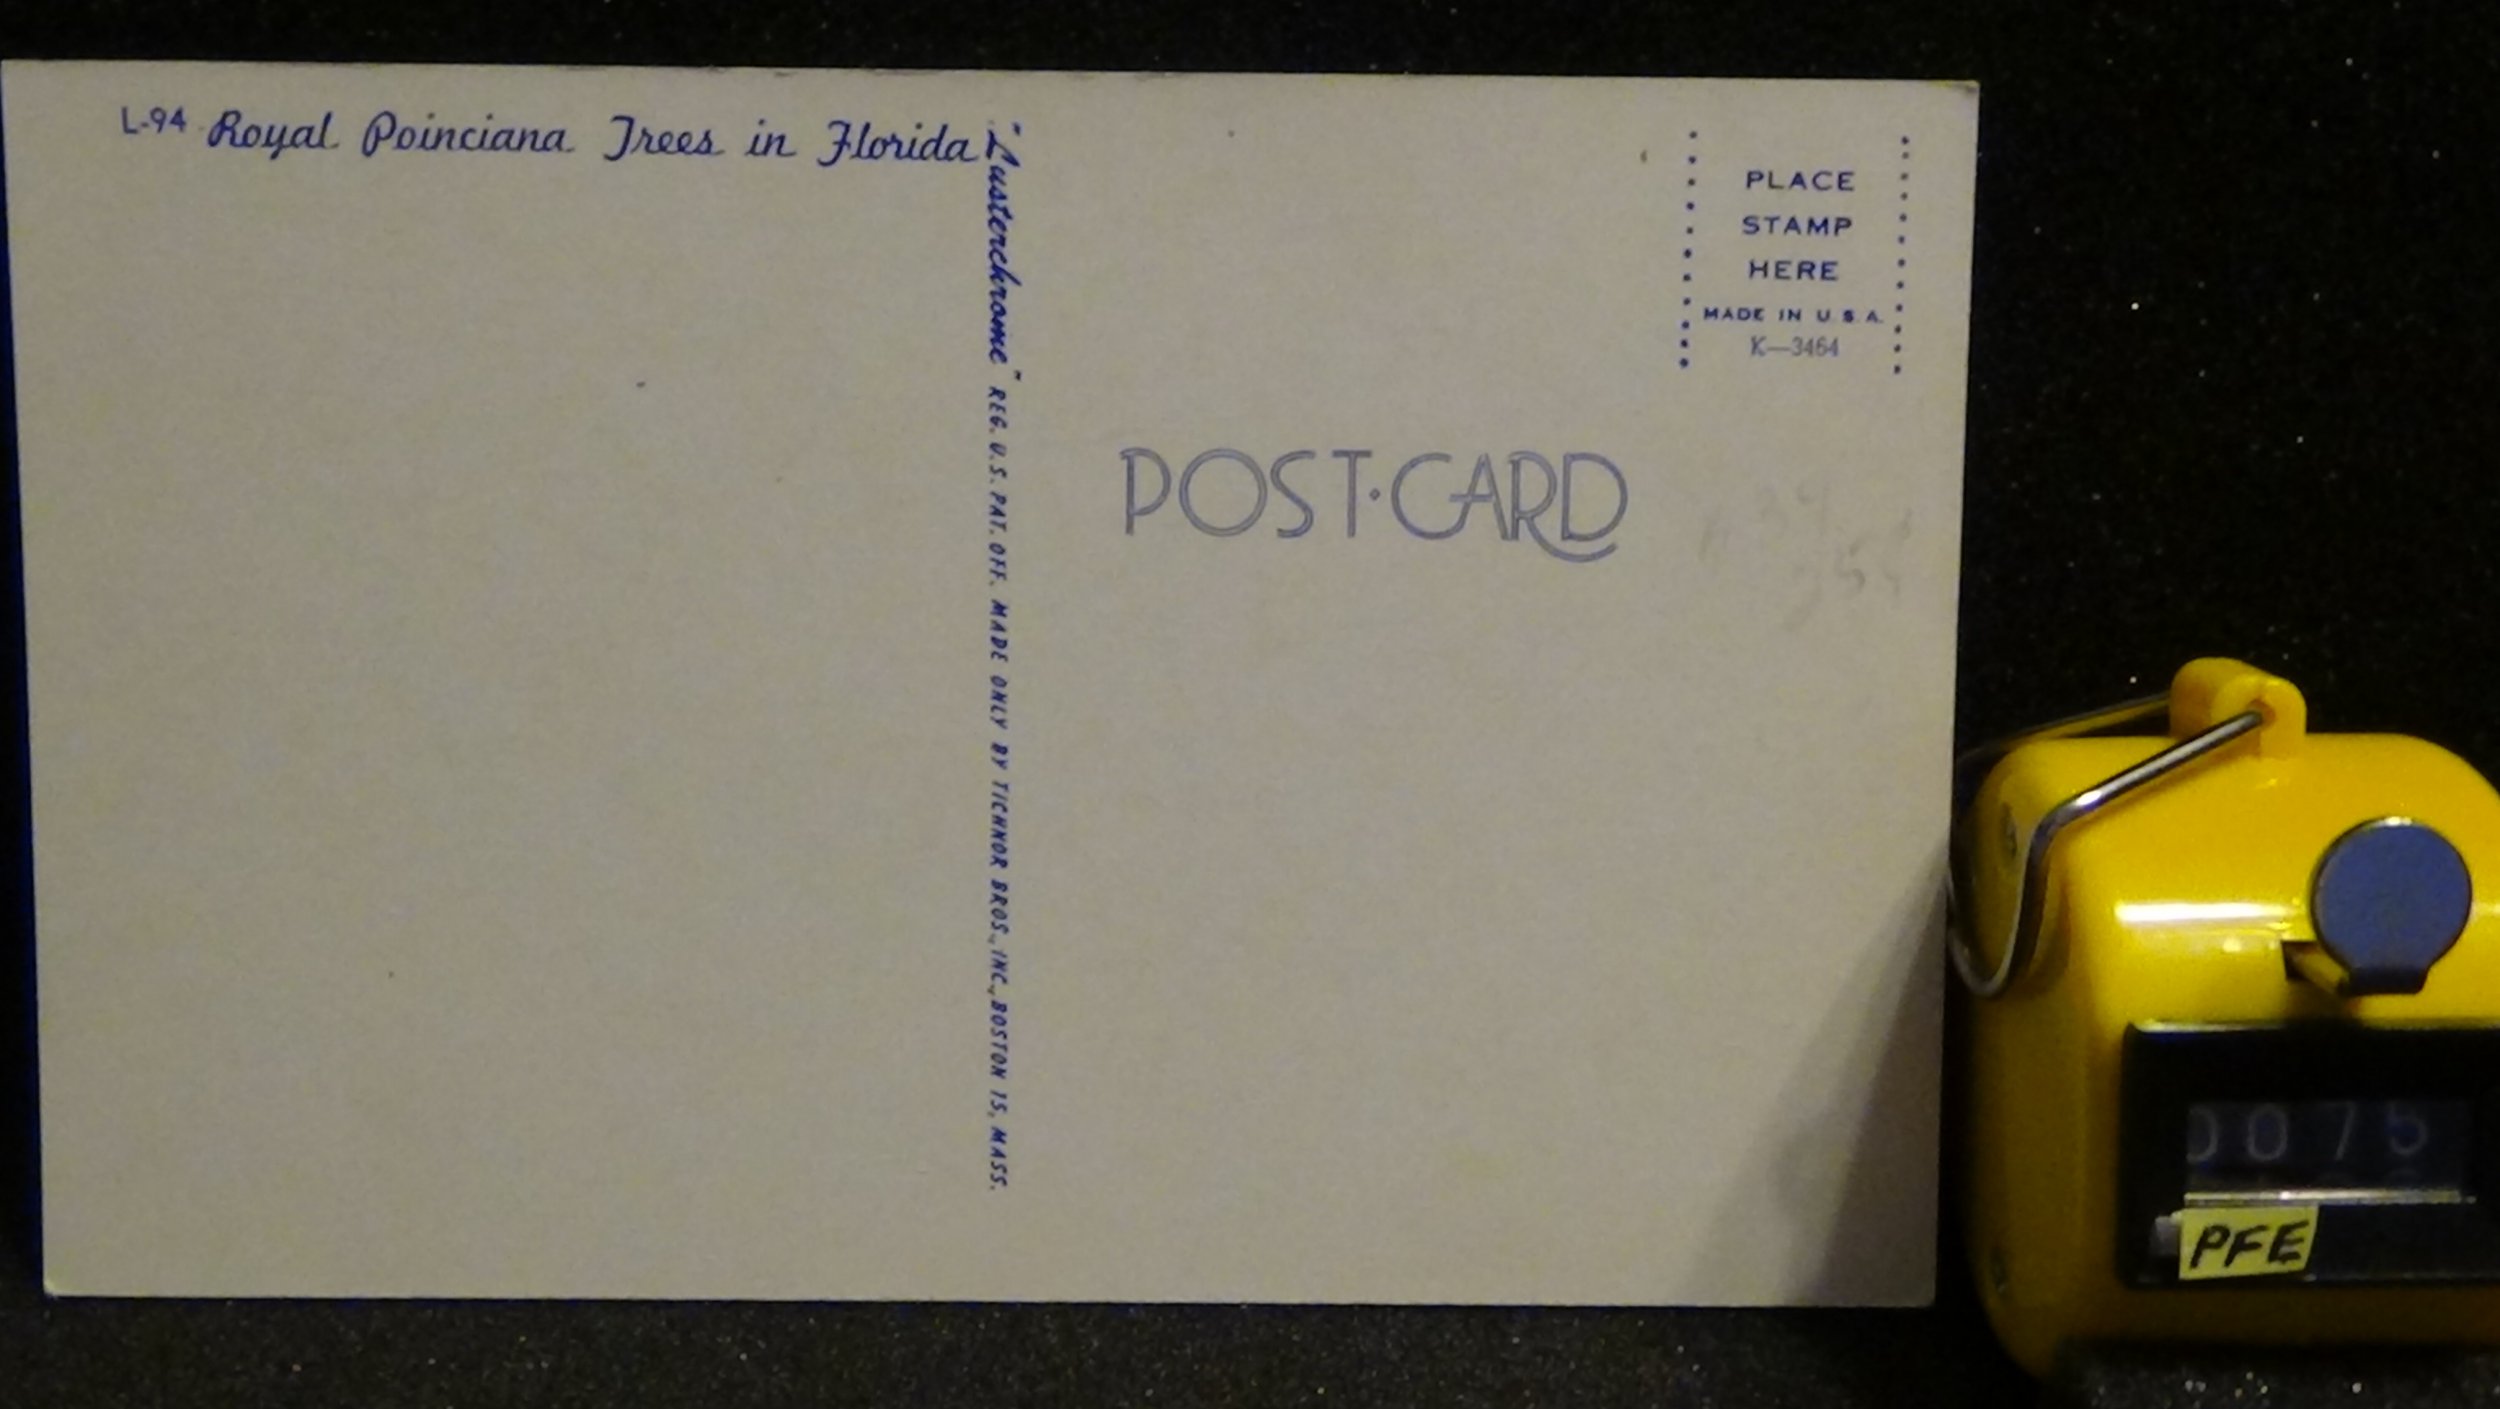 L-94 Royal Poinciana Trees in Florida
"Lusterchrome" REG. U.S. PAT. OFF. MADE ONLY BY TICHNOR BROS., INC., BOSTON 15, MASS.
PLACE
STAMP
HERE
MADE IN U.S.A.
K—3464
POST·CARD
0075
PFE